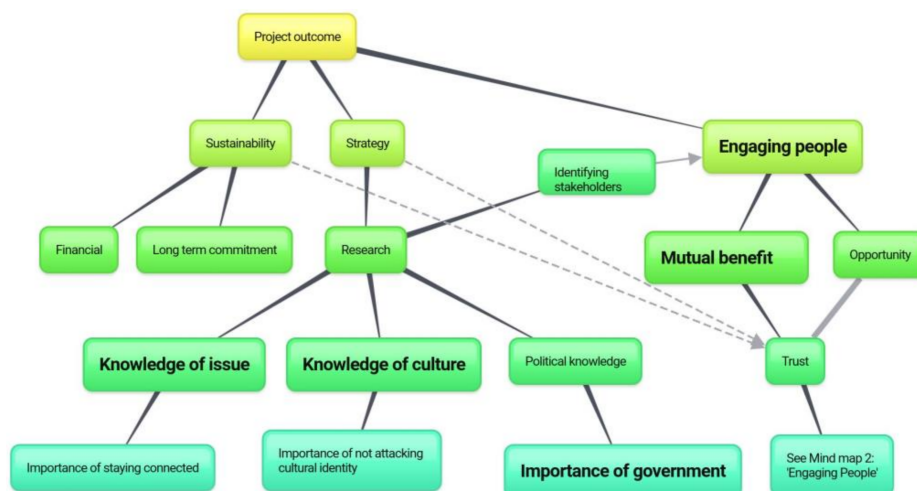 Project outcome
Sustainability
Strategy
Engaging people
Identifying
stakeholders
Financial
Long term commitment
Research
Mutual benefit
Opportunity
Knowledge of issue
Knowledge of culture
Political knowledge
Trust
Importance of staying connected
Importance of not attacking
cultural identity
Importance of government
See Mind map 2:
'Engaging People'